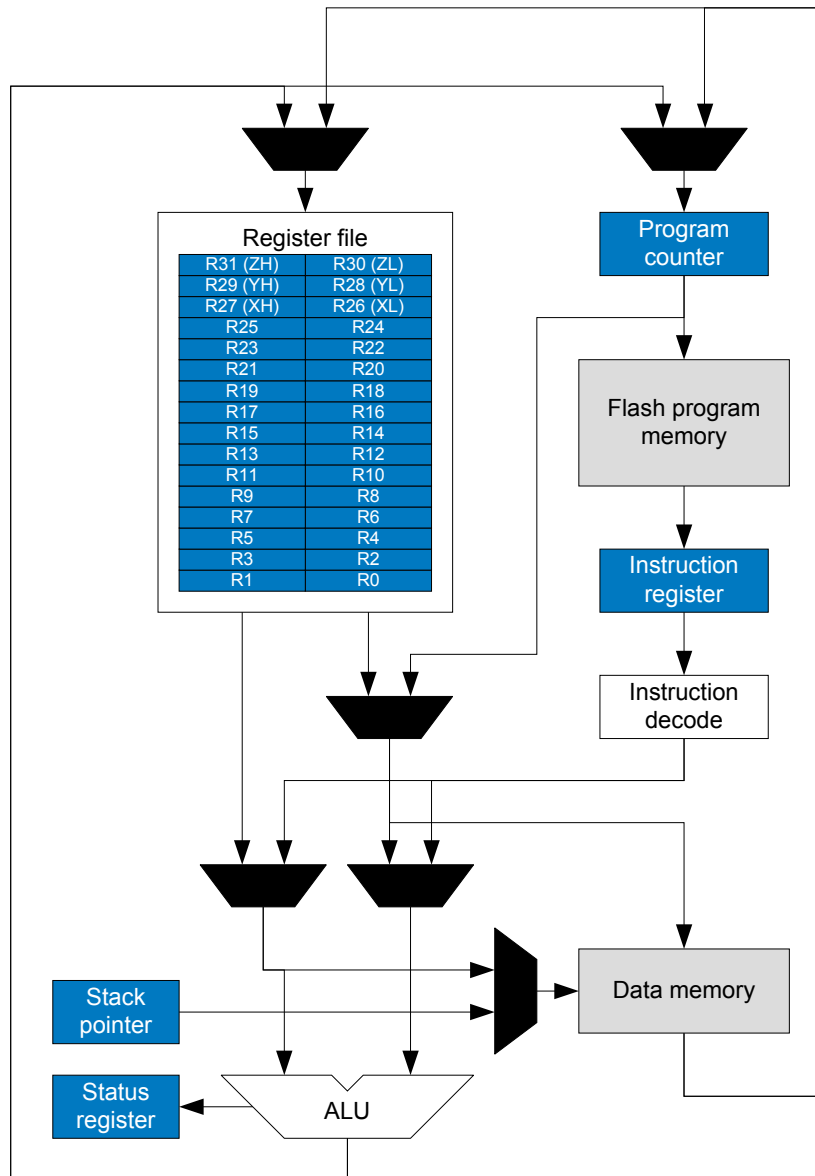 Register file
R31 (ZH) R30 (ZL)
R29 (YH) R28 (YL)
R27 (XH) R26 (XL)
R25 R24
R23 R22
R21 R20
R19 R18
R17 R16
R15 R14
R13 R12
R11 R10
R9 R8
R7 R6
R5 R4
R3 R2
R1 R0
Program
counter
Flash program
memory
Instruction
register
Instruction
decode
Stack
pointer
Data memory
Status
register
ALU